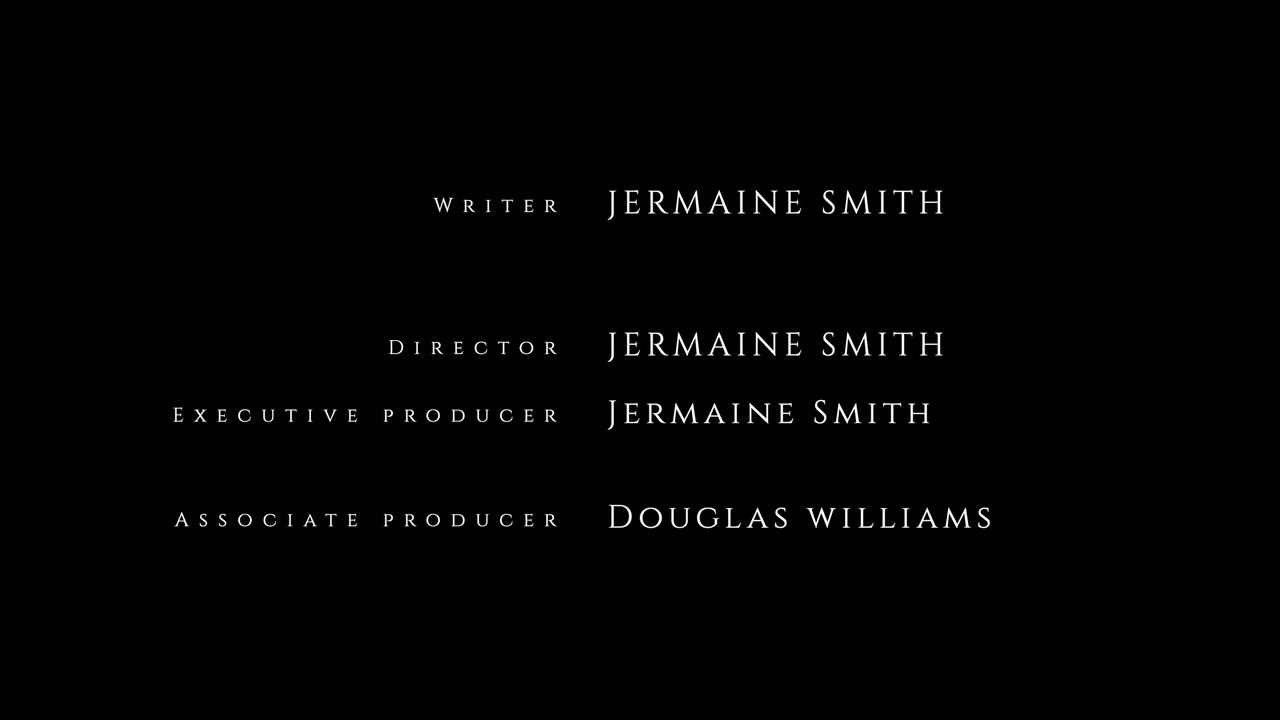 Writer JERMAINE SMITH
Director JERMAINE SMITH
Executive producer Jermaine Smith
Associate producer Douglas williams